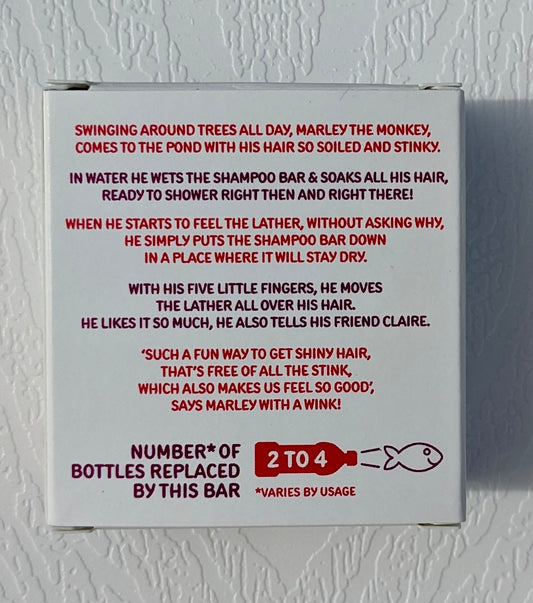 SWINGING AROUND TREES ALL DAY, MARLEY THE MONKEY,
COMES TO THE POND WITH HIS HAIR SO SOILED AND STINKY.
IN WATER HE WETS THE SHAMPOO BAR & SOAKS ALL HIS HAIR,
READY TO SHOWER RIGHT THEN AND RIGHT THERE!
WHEN HE STARTS TO FEEL THE LATHER, WITHOUT ASKING WHY,
HE SIMPLY PUTS THE SHAMPOO BAR DOWN
IN A PLACE WHERE IT WILL STAY DRY.
WITH HIS FIVE LITTLE FINGERS, HE MOVES
THE LATHER ALL OVER HIS HAIR.
HE LIKES IT SO MUCH, HE ALSO TELLS HIS FRIEND CLAIRE.
‘SUCH A FUN WAY TO GET SHINY HAIR,
THAT’S FREE OF ALL THE STINK,
WHICH ALSO MAKES US FEEL SO GOOD’,
SAYS MARLEY WITH A WINK!
NUMBER* OF
BOTTLES REPLACED
BY THIS BAR
2 TO 4
*VARIES BY USAGE